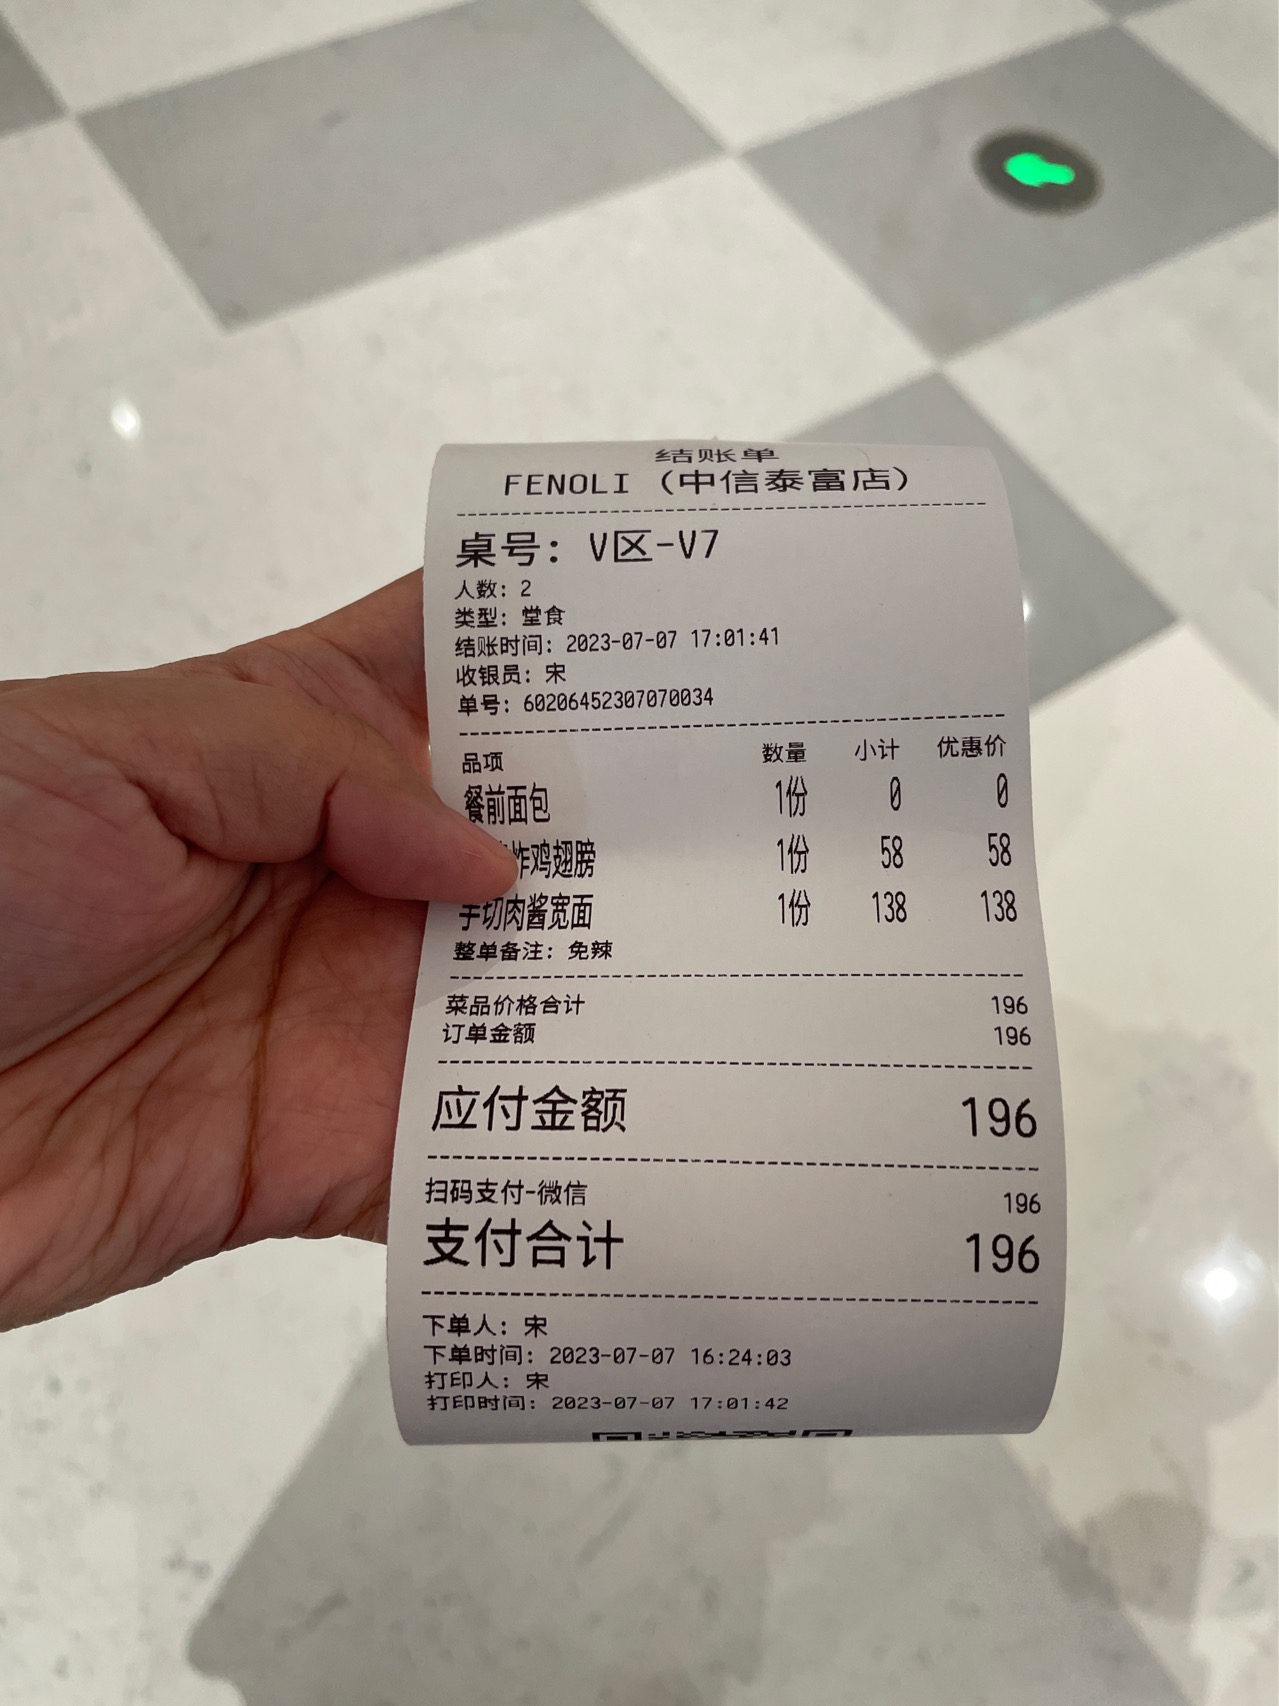 结账单
FENOLI (中信泰富店)
桌号: V区-V7
人数: 2
类型: 堂食
结账时间: 2023-07-07 17:01:41
收银员: 宋
单号: 60206452307070034
品项 数量 小计 优惠价
餐前面包 1份 0 0
炸鸡翅膀 1份 58 58
手切肉酱宽面 1份 138 138
整单备注: 免辣
菜品价格合计 196
订单金额 196
应付金额 196
扫码支付-微信 196
支付合计 196
下单人: 宋
下单时间: 2023-07-07 16:24:03
打印人: 宋
打印时间: 2023-07-07 17:01:42